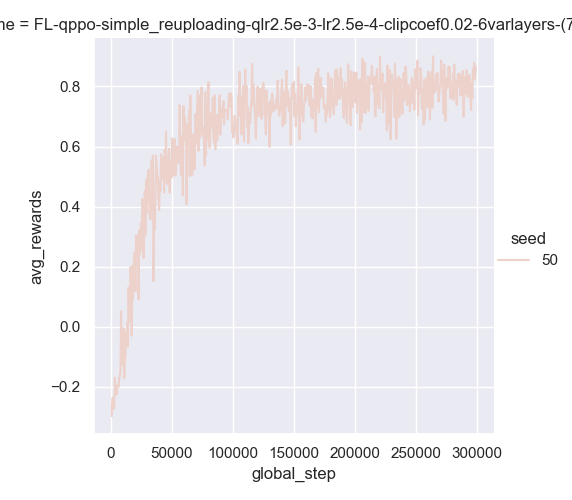 me = FL-qppo-simple_reuploading-qlr2.5e-3-lr2.5e-4-clipcoef0.02-6varlayers-(7
0.8
0.6
0.4
0.2
0.0
−0.2
avg_rewards
seed
50
0 50000 100000 150000 200000 250000 300000
global_step